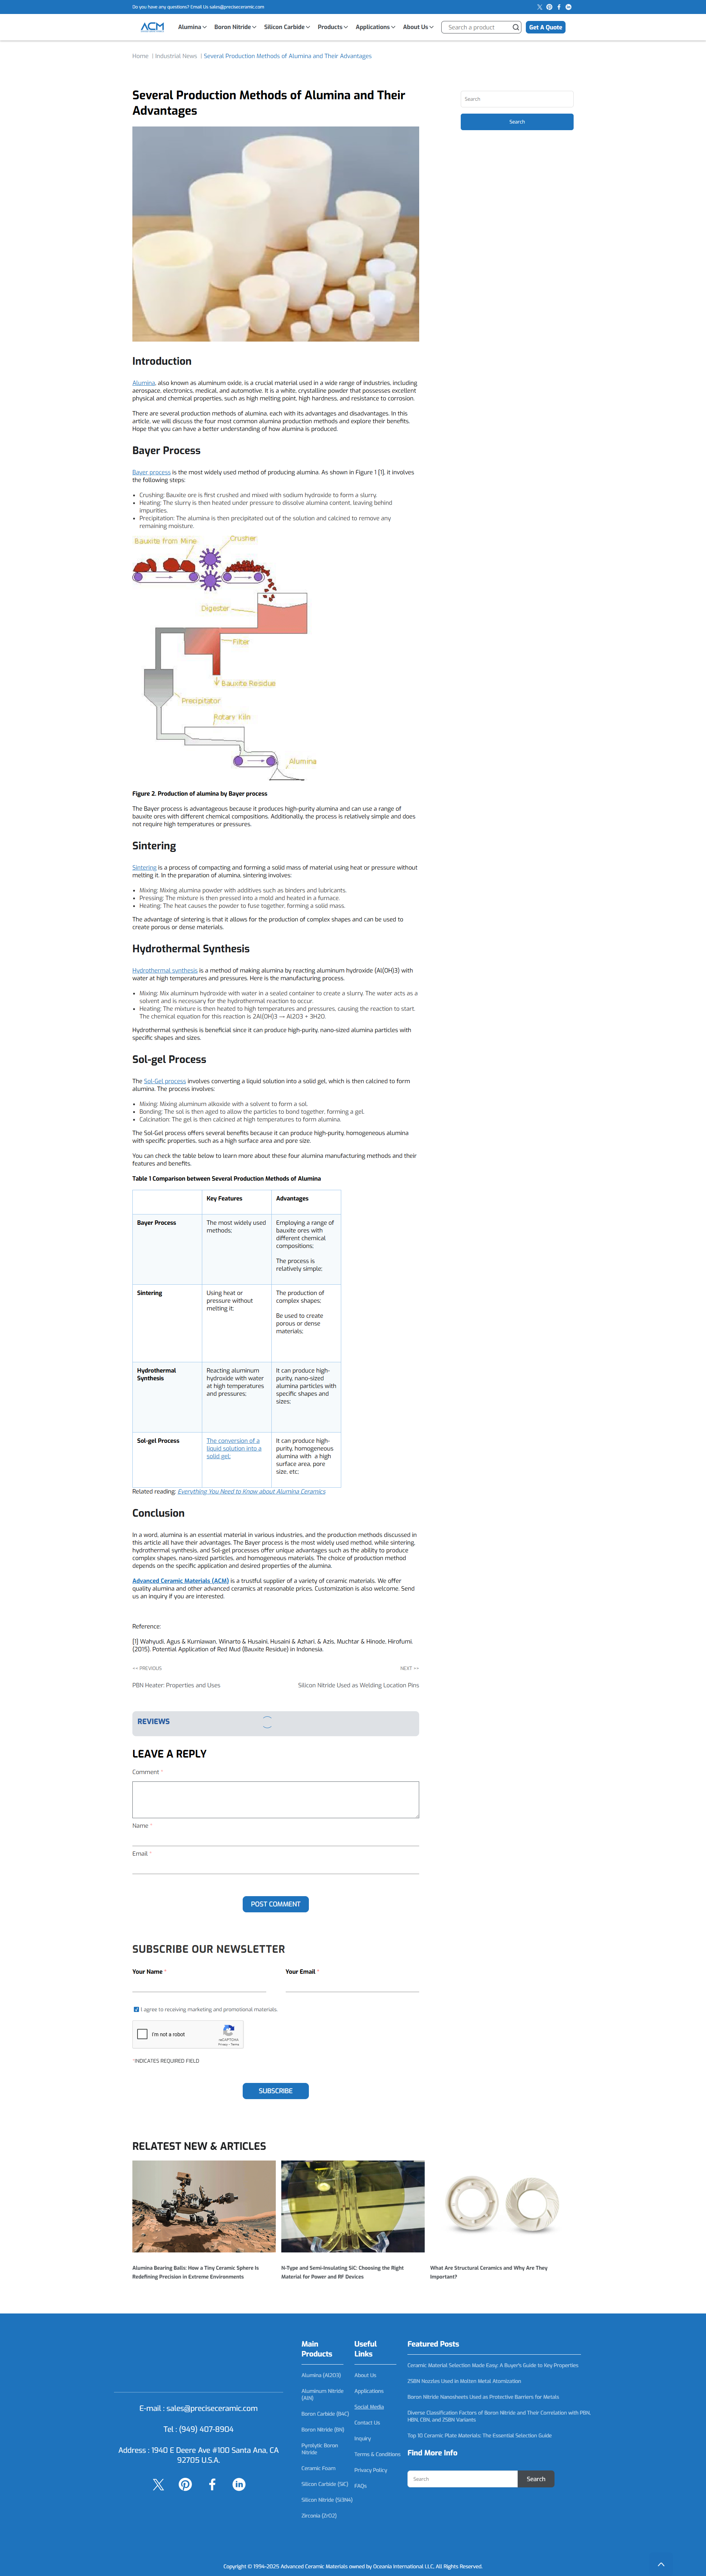 Do you have any questions? Email Us sales@preciseceramic.com
ACM
Alumina
Boron Nitride
Silicon Carbide
Products
Applications
About Us
Search a product
Get A Quote
Home | Industrial News | Several Production Methods of Alumina and Their Advantages
Several Production Methods of Alumina and Their
Advantages
Search
Search
Introduction
Alumina, also known as aluminum oxide, is a crucial material used in a wide range of industries, including
aerospace, electronics, medical, and automotive. It is a white, crystalline powder that possesses excellent
physical and chemical properties, such as high melting point, high hardness, and resistance to corrosion.
There are several production methods of alumina, each with its advantages and disadvantages. In this
article, we will discuss the four most common alumina production methods and explore their benefits.
Hope that you can have a better understanding of how alumina is produced.
Bayer Process
Bayer process is the most widely used method of producing alumina. As shown in Figure 1 [1], it involves
the following steps:
• Crushing: Bauxite ore is first crushed and mixed with sodium hydroxide to form a slurry.
• Heating: The slurry is then heated under pressure to dissolve alumina content, leaving behind
impurities.
• Precipitation: The alumina is then precipitated out of the solution and calcined to remove any
remaining moisture.
Bauxite from Mine
Crusher
Digester
Filter
Bauxite Residue
Precipitator
Rotary Kiln
Alumina
Figure 2. Production of alumina by Bayer process
The Bayer process is advantageous because it produces high-purity alumina and can use a range of
bauxite ores with different chemical compositions. Additionally, the process is relatively simple and does
not require high temperatures or pressures.
Sintering
Sintering is a process of compacting and forming a solid mass of material using heat or pressure without
melting it. In the preparation of alumina, sintering involves:
• Mixing: Mixing alumina powder with additives such as binders and lubricants.
• Pressing: The mixture is then pressed into a mold and heated in a furnace.
• Heating: The heat causes the powder to fuse together, forming a solid mass.
The advantage of sintering is that it allows for the production of complex shapes and can be used to
create porous or dense materials.
Hydrothermal Synthesis
Hydrothermal synthesis is a method of making alumina by reacting aluminum hydroxide (Al(OH)3) with
water at high temperatures and pressures. Here is the manufacturing process.
• Mixing: Mix aluminum hydroxide with water in a sealed container to create a slurry. The water acts as a
solvent and is necessary for the hydrothermal reaction to occur.
• Heating: The mixture is then heated to high temperatures and pressures, causing the reaction to start.
The chemical equation for this reaction is 2Al(OH)3 → Al2O3 + 3H2O.
Hydrothermal synthesis is beneficial since it can produce high-purity, nano-sized alumina particles with
specific shapes and sizes.
Sol-gel Process
The Sol-Gel process involves converting a liquid solution into a solid gel, which is then calcined to form
alumina. The process involves:
• Mixing: Mixing aluminum alkoxide with a solvent to form a sol.
• Bonding: The sol is then aged to allow the particles to bond together, forming a gel.
• Calcination: The gel is then calcined at high temperatures to form alumina.
The Sol-Gel process offers several benefits because it can produce high-purity, homogeneous alumina
with specific properties, such as a high surface area and pore size.
You can check the table below to learn more about these four alumina manufacturing methods and their
features and benefits.
Table 1 Comparison between Several Production Methods of Alumina
Key Features
Advantages
Bayer Process
The most widely used
methods;
Employing a range of
bauxite ores with
different chemical
compositions;
The process is
relatively simple;
Sintering
Using heat or
pressure without
melting it;
The production of
complex shapes;
Be used to create
porous or dense
materials;
Hydrothermal
Synthesis
Reacting aluminum
hydroxide with water
at high temperatures
and pressures;
It can produce high-
purity, nano-sized
alumina particles with
specific shapes and
sizes;
Sol-gel Process
The conversion of a
liquid solution into a
solid gel;
It can produce high-
purity, homogeneous
alumina with a high
surface area, pore
size, etc;
Related reading: Everything You Need to Know about Alumina Ceramics
Conclusion
In a word, alumina is an essential material in various industries, and the production methods discussed in
this article all have their advantages. The Bayer process is the most widely used method, while sintering,
hydrothermal synthesis, and Sol-gel processes offer unique advantages such as the ability to produce
complex shapes, nano-sized particles, and homogeneous materials. The choice of production method
depends on the specific application and desired properties of the alumina.
Advanced Ceramic Materials (ACM) is a trustful supplier of a variety of ceramic materials. We offer
quality alumina and other advanced ceramics at reasonable prices. Customization is also welcome. Send
us an inquiry if you are interested.
Reference:
[1] Wahyudi, Agus & Kurniawan, Winarto & Husaini, Husaini & Azhari, & Azis, Muchtar & Hinode, Hirofumi.
(2015). Potential Application of Red Mud (Bauxite Residue) in Indonesia.
<< PREVIOUS
NEXT >>
PBN Heater: Properties and Uses
Silicon Nitride Used as Welding Location Pins
REVIEWS
LEAVE A REPLY
Comment *
Name *
Email *
POST COMMENT
SUBSCRIBE OUR NEWSLETTER
Your Name *
Your Email *
I agree to receiving marketing and promotional materials.
I'm not a robot
reCAPTCHA
Privacy - Terms
*INDICATES REQUIRED FIELD
SUBSCRIBE
RELATEST NEW & ARTICLES
Alumina Bearing Balls: How a Tiny Ceramic Sphere Is
Redefining Precision in Extreme Environments
N-Type and Semi-Insulating SiC: Choosing the Right
Material for Power and RF Devices
What Are Structural Ceramics and Why Are They
Important?
E-mail : sales@preciseceramic.com
Tel : (949) 407-8904
Address : 1940 E Deere Ave #100 Santa Ana, CA
92705 U.S.A.
Main
Products
Alumina (Al2O3)
Aluminum Nitride
(AlN)
Boron Carbide (B4C)
Boron Nitride (BN)
Pyrolytic Boron
Nitride
Ceramic Foam
Silicon Carbide (SiC)
Silicon Nitride (Si3N4)
Zirconia (ZrO2)
Useful
Links
About Us
Applications
Social Media
Contact Us
Inquiry
Terms & Conditions
Privacy Policy
FAQs
Featured Posts
Ceramic Material Selection Made Easy: A Buyer's Guide to Key Properties
ZSBN Nozzles Used in Molten Metal Atomization
Boron Nitride Nanosheets Used as Protective Barriers for Metals
Diverse Classification Factors of Boron Nitride and Their Correlation with PBN,
HBN, CBN, and ZSBN Variants
Top 10 Ceramic Plate Materials: The Essential Selection Guide
Find More Info
Search
Search
Copyright © 1994-2025 Advanced Ceramic Materials owned by Oceania International LLC, All Rights Reserved.